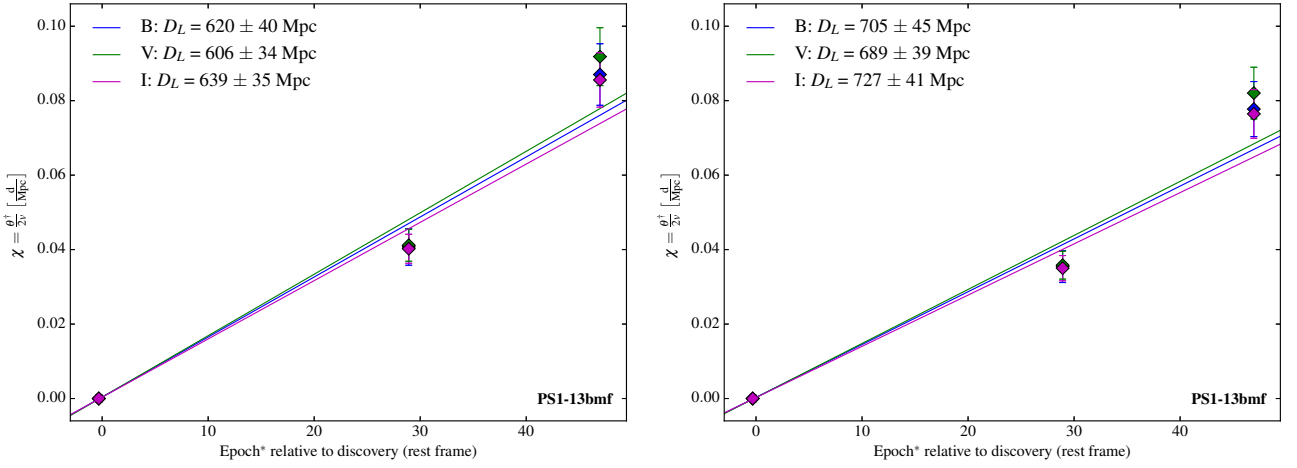 B: D_L = 620 ± 40 Mpc
V: D_L = 606 ± 34 Mpc
I: D_L = 639 ± 35 Mpc
0.10
0.08
0.06
0.04
0.02
0.00
χ = θ†/2v [d/Mpc]
PS1-13bmf
0 10 20 30 40
Epoch* relative to discovery (rest frame)
B: D_L = 705 ± 45 Mpc
V: D_L = 689 ± 39 Mpc
I: D_L = 727 ± 41 Mpc
0.10
0.08
0.06
0.04
0.02
0.00
χ = θ†/2v [d/Mpc]
PS1-13bmf
0 10 20 30 40
Epoch* relative to discovery (rest frame)